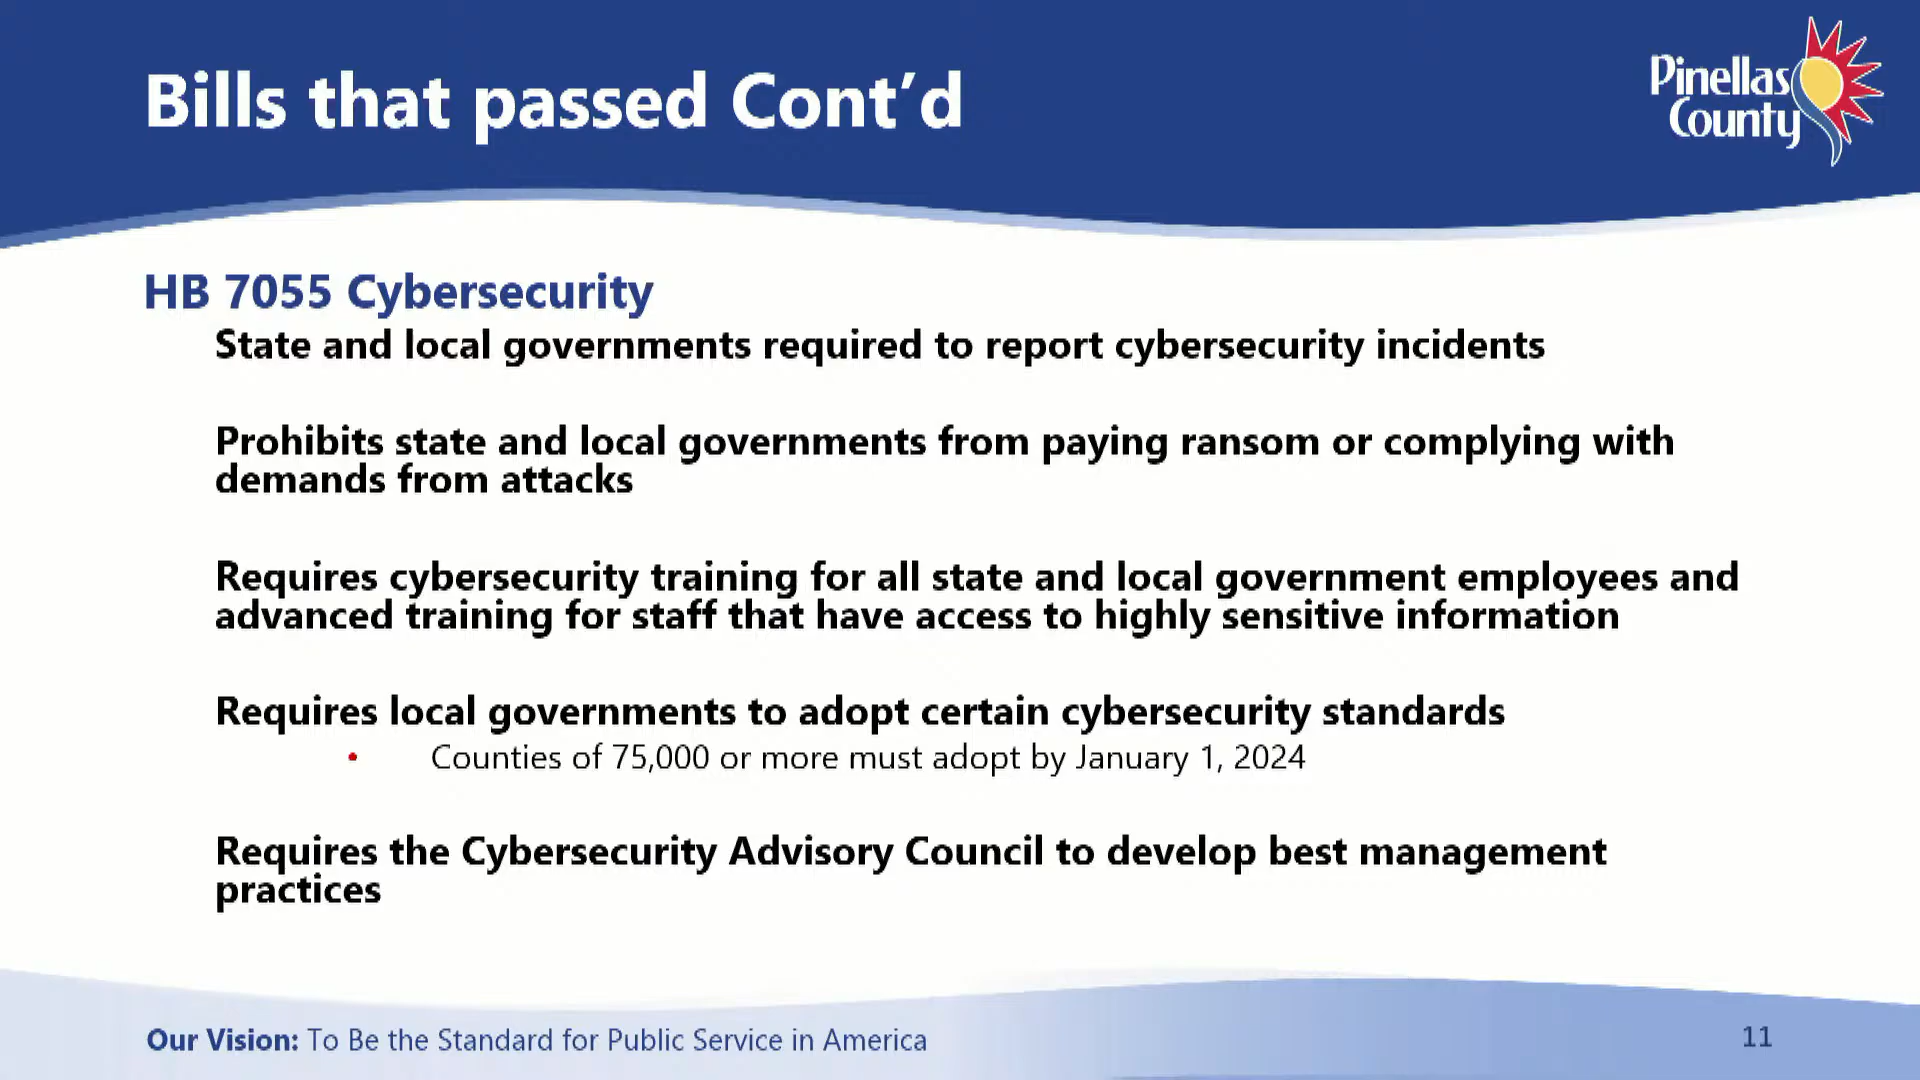 Bills that passed Cont’d
Pinellas
County
HB 7055 Cybersecurity
State and local governments required to report cybersecurity incidents
Prohibits state and local governments from paying ransom or complying with
demands from attacks
Requires cybersecurity training for all state and local government employees and
advanced training for staff that have access to highly sensitive information
Requires local governments to adopt certain cybersecurity standards
• Counties of 75,000 or more must adopt by January 1, 2024
Requires the Cybersecurity Advisory Council to develop best management
practices
Our Vision: To Be the Standard for Public Service in America
11